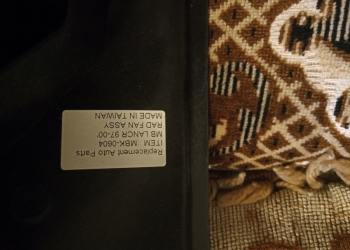 Replacement Auto Parts
ITEM MBK-0604
MB LANCR 97-00'
RAD FAN ASSY
MADE IN TAIWAN